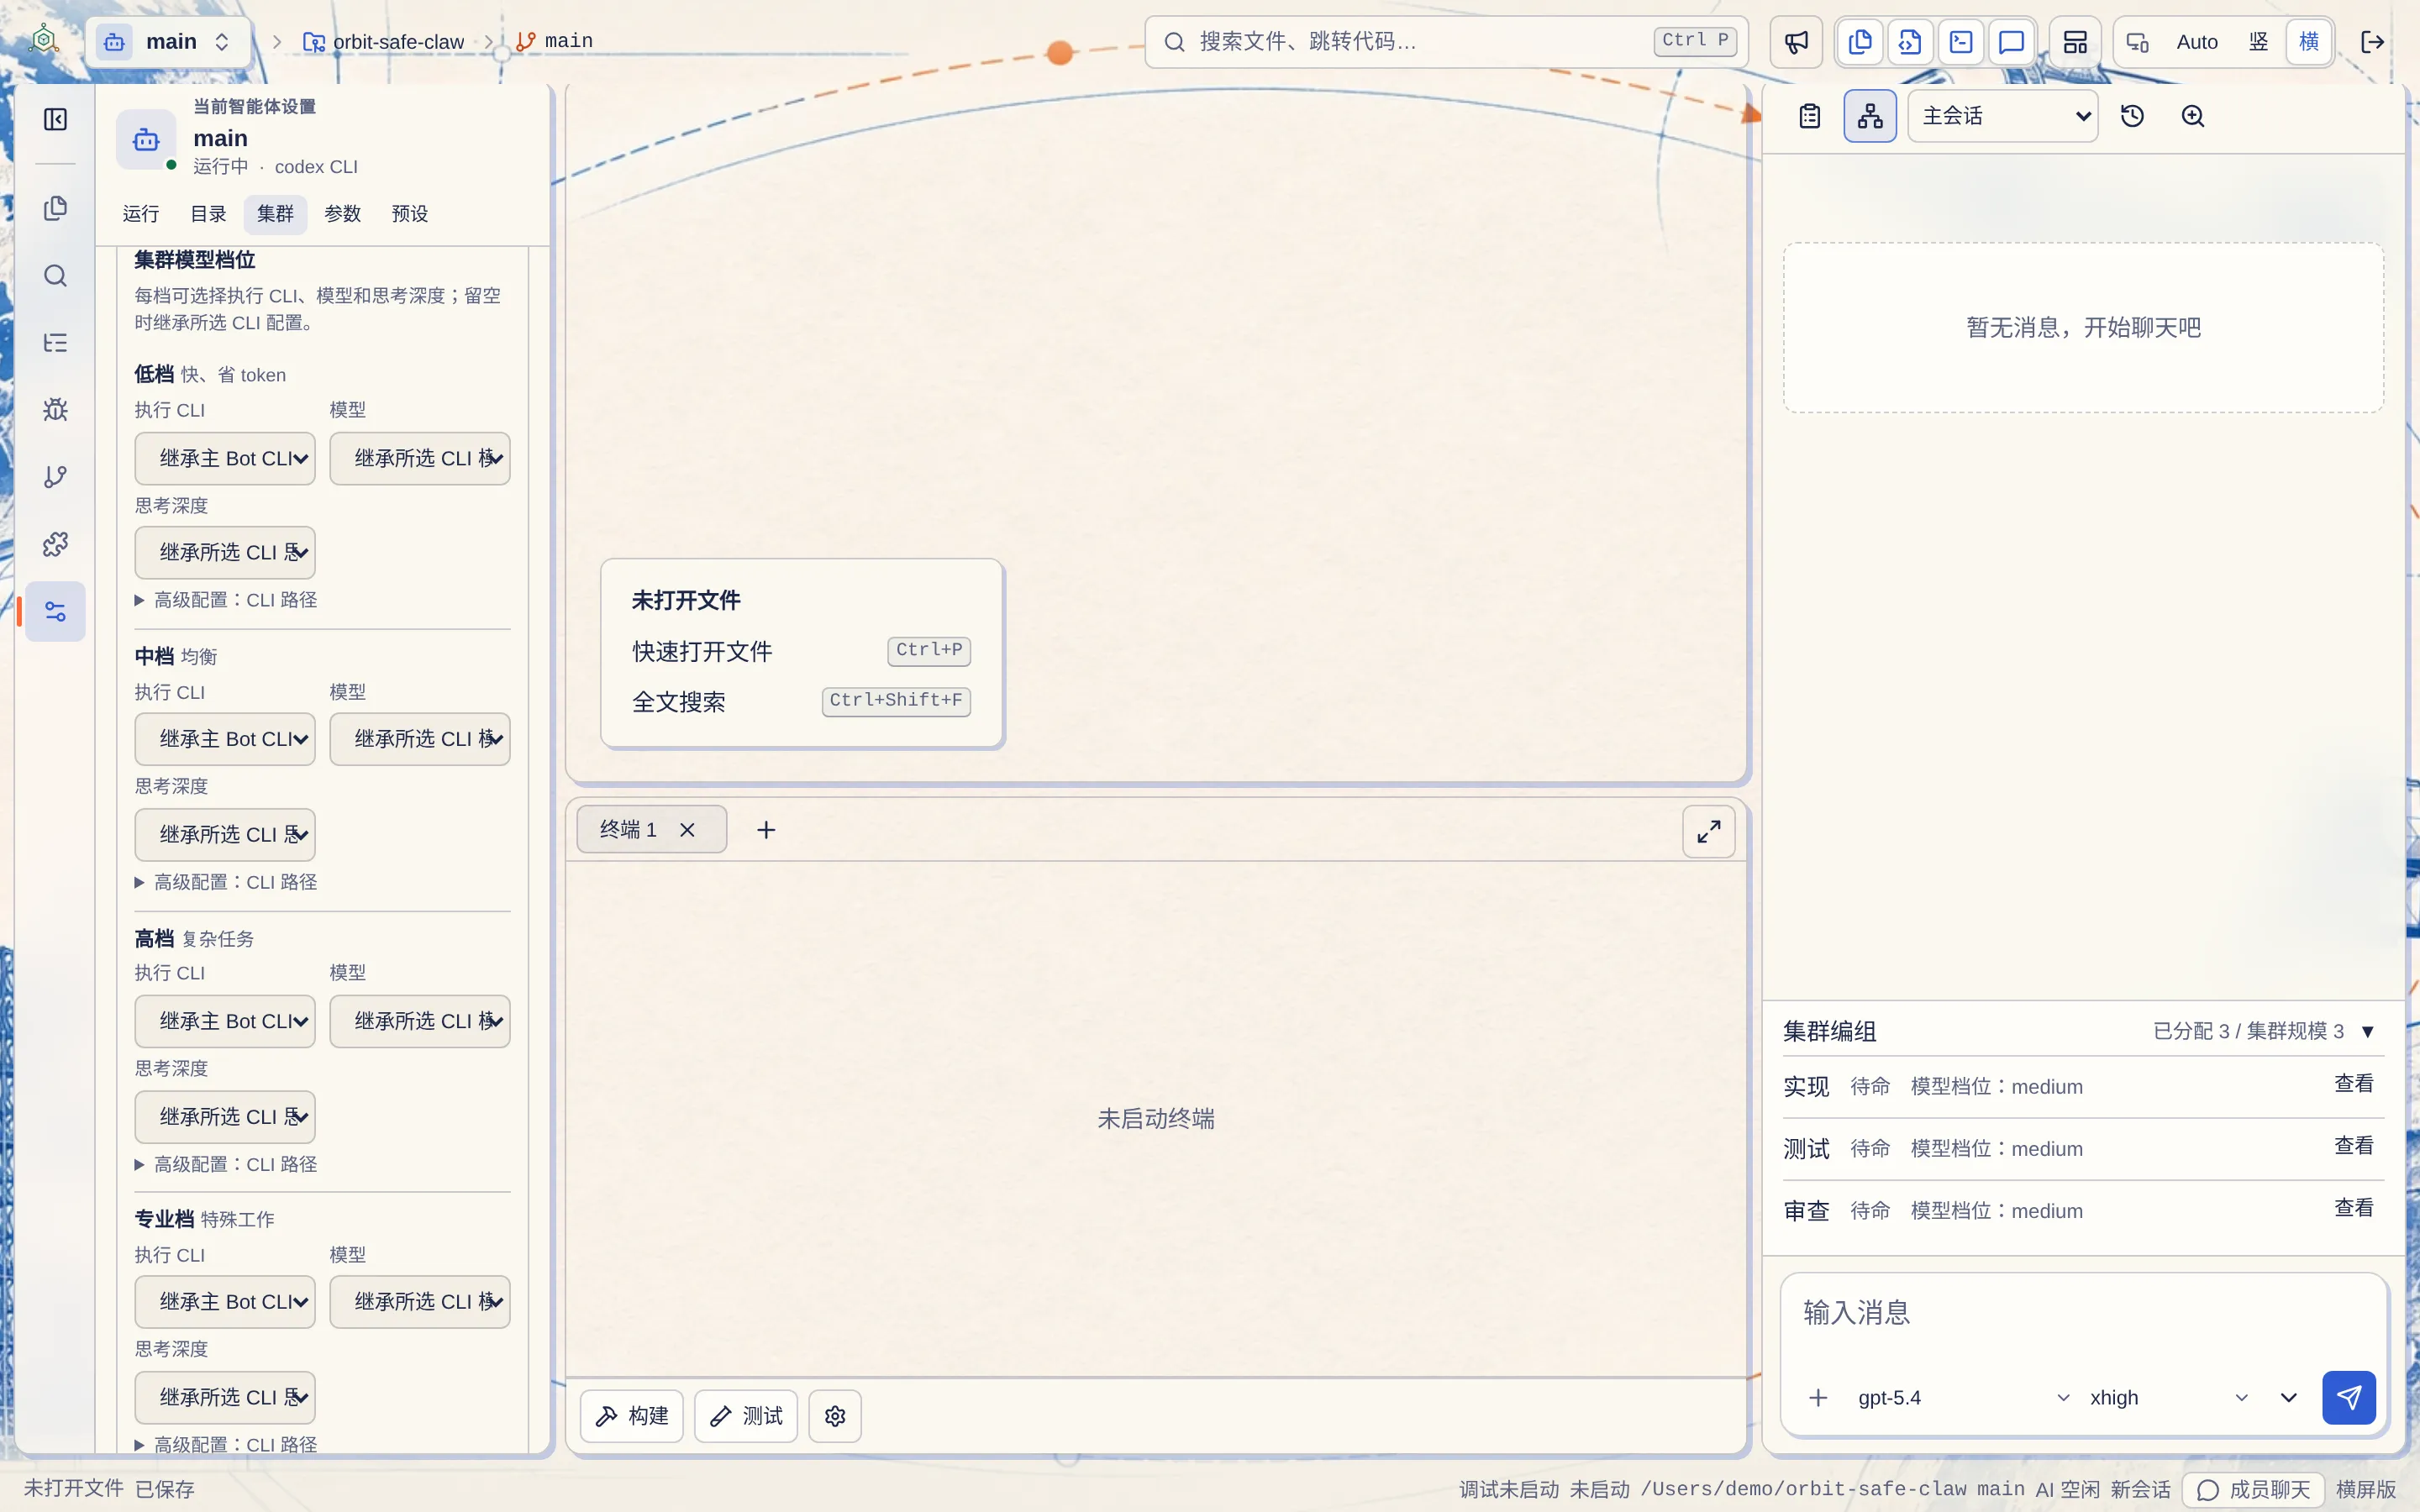 main
orbit-safe-claw
main
搜索文件、跳转代码...
Ctrl P
Auto
竖
横
当前智能体设置
main
运行中 · codex CLI
运行 目录 集群 参数 预设
集群模型档位
每档可选择执行 CLI、模型和思考深度；留空
时继承所选 CLI 配置。
低档 快、省 token
执行 CLI 模型
继承主 Bot CLI 继承所选 CLI
思考深度
继承所选 CLI
高级配置：CLI 路径
中档 均衡
执行 CLI 模型
继承主 Bot CLI 继承所选 CLI
思考深度
继承所选 CLI
高级配置：CLI 路径
高档 复杂任务
执行 CLI 模型
继承主 Bot CLI 继承所选 CLI
思考深度
继承所选 CLI
高级配置：CLI 路径
专业档 特殊工作
执行 CLI 模型
继承主 Bot CLI 继承所选 CLI
思考深度
继承所选 CLI
高级配置：CLI 路径
未打开文件
快速打开文件 Ctrl+P
全文搜索 Ctrl+Shift+F
终端 1
未启动终端
构建 测试
主会话
暂无消息，开始聊天吧
集群编组 已分配 3 / 集群规模 3
实现 待命 模型档位：medium 查看
测试 待命 模型档位：medium 查看
审查 待命 模型档位：medium 查看
输入消息
gpt-5.4 xhigh
未打开文件 已保存
调试未启动 未启动 /Users/demo/orbit-safe-claw main AI 空闲 新会话 成员聊天 横屏版